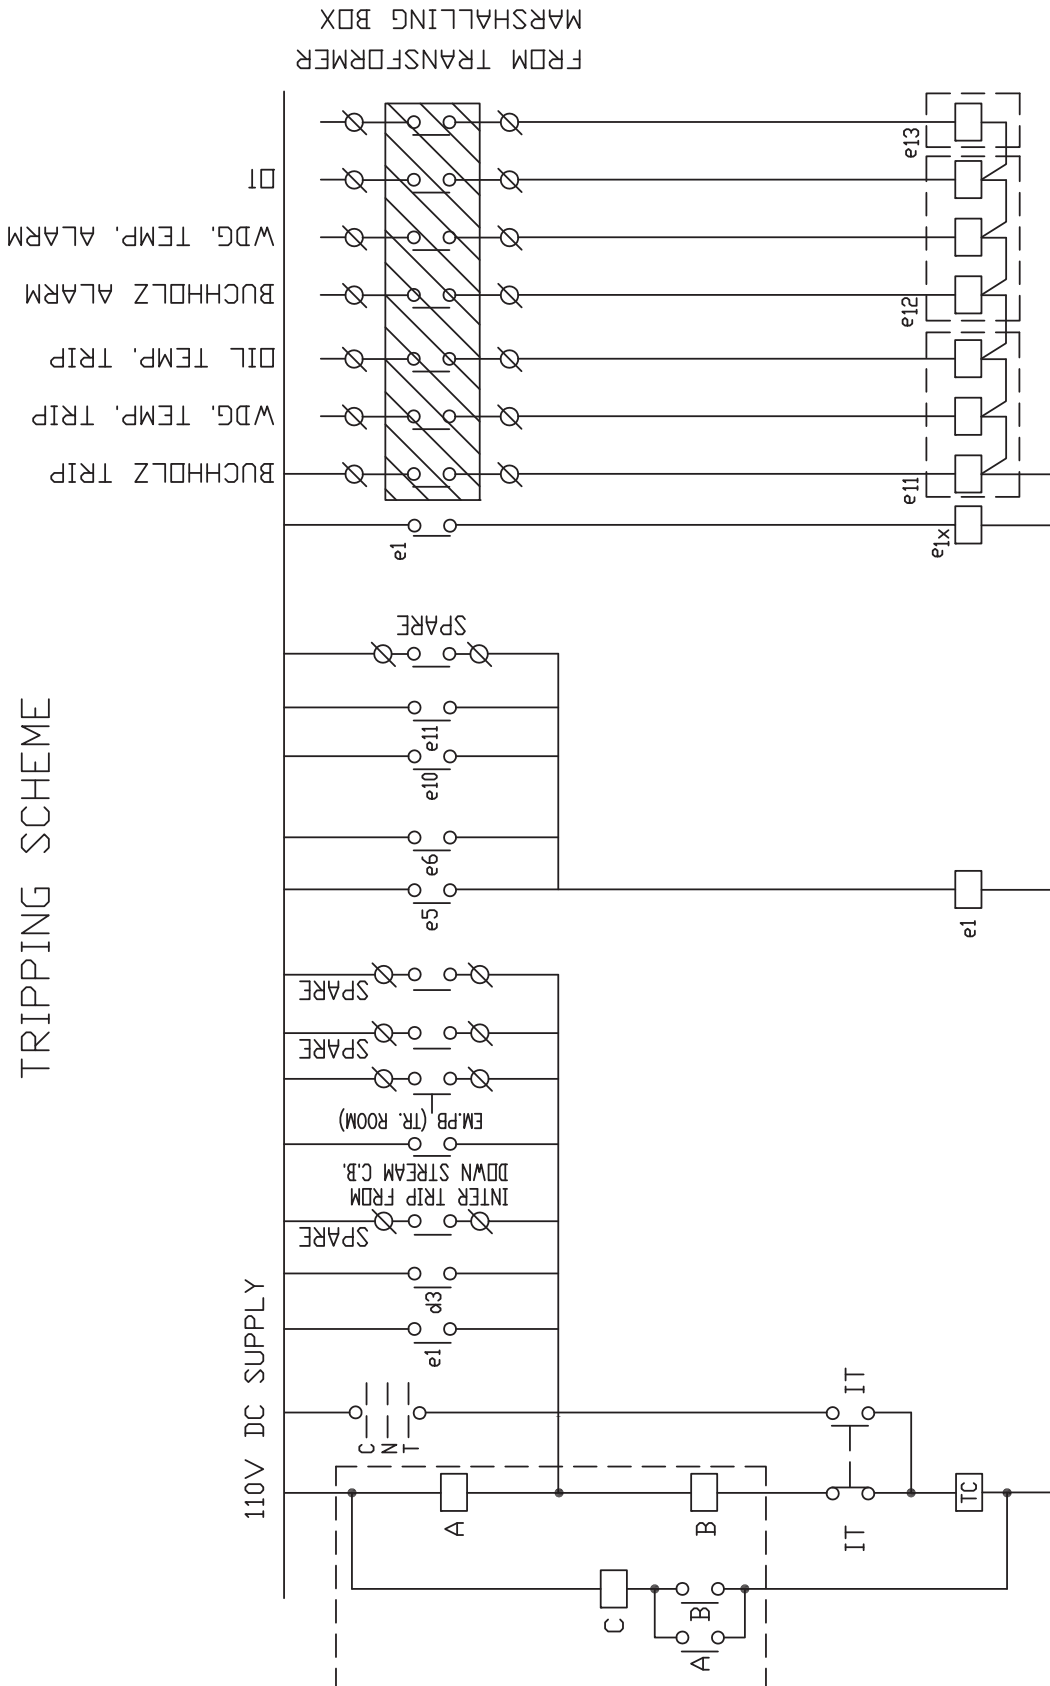 TRIPPING SCHEME
110V DC SUPPLY
FROM TRANSFORMER
MARSHALLING BOX
OT
WDG. TEMP. ALARM
BUCHHOLZ ALARM
OIL TEMP. TRIP
WDG. TEMP. TRIP
BUCHHOLZ TRIP
e13
e12
e11
e1x
e1
SPARE
e11
e10
e6
e5
e1
SPARE
SPARE
EM.PB (TR. ROOM)
INTER TRIP FROM
DOWN STREAM C.B.
SPARE
d3
e1
C
N
T
IT
IT
TC
A
B
C
B
A